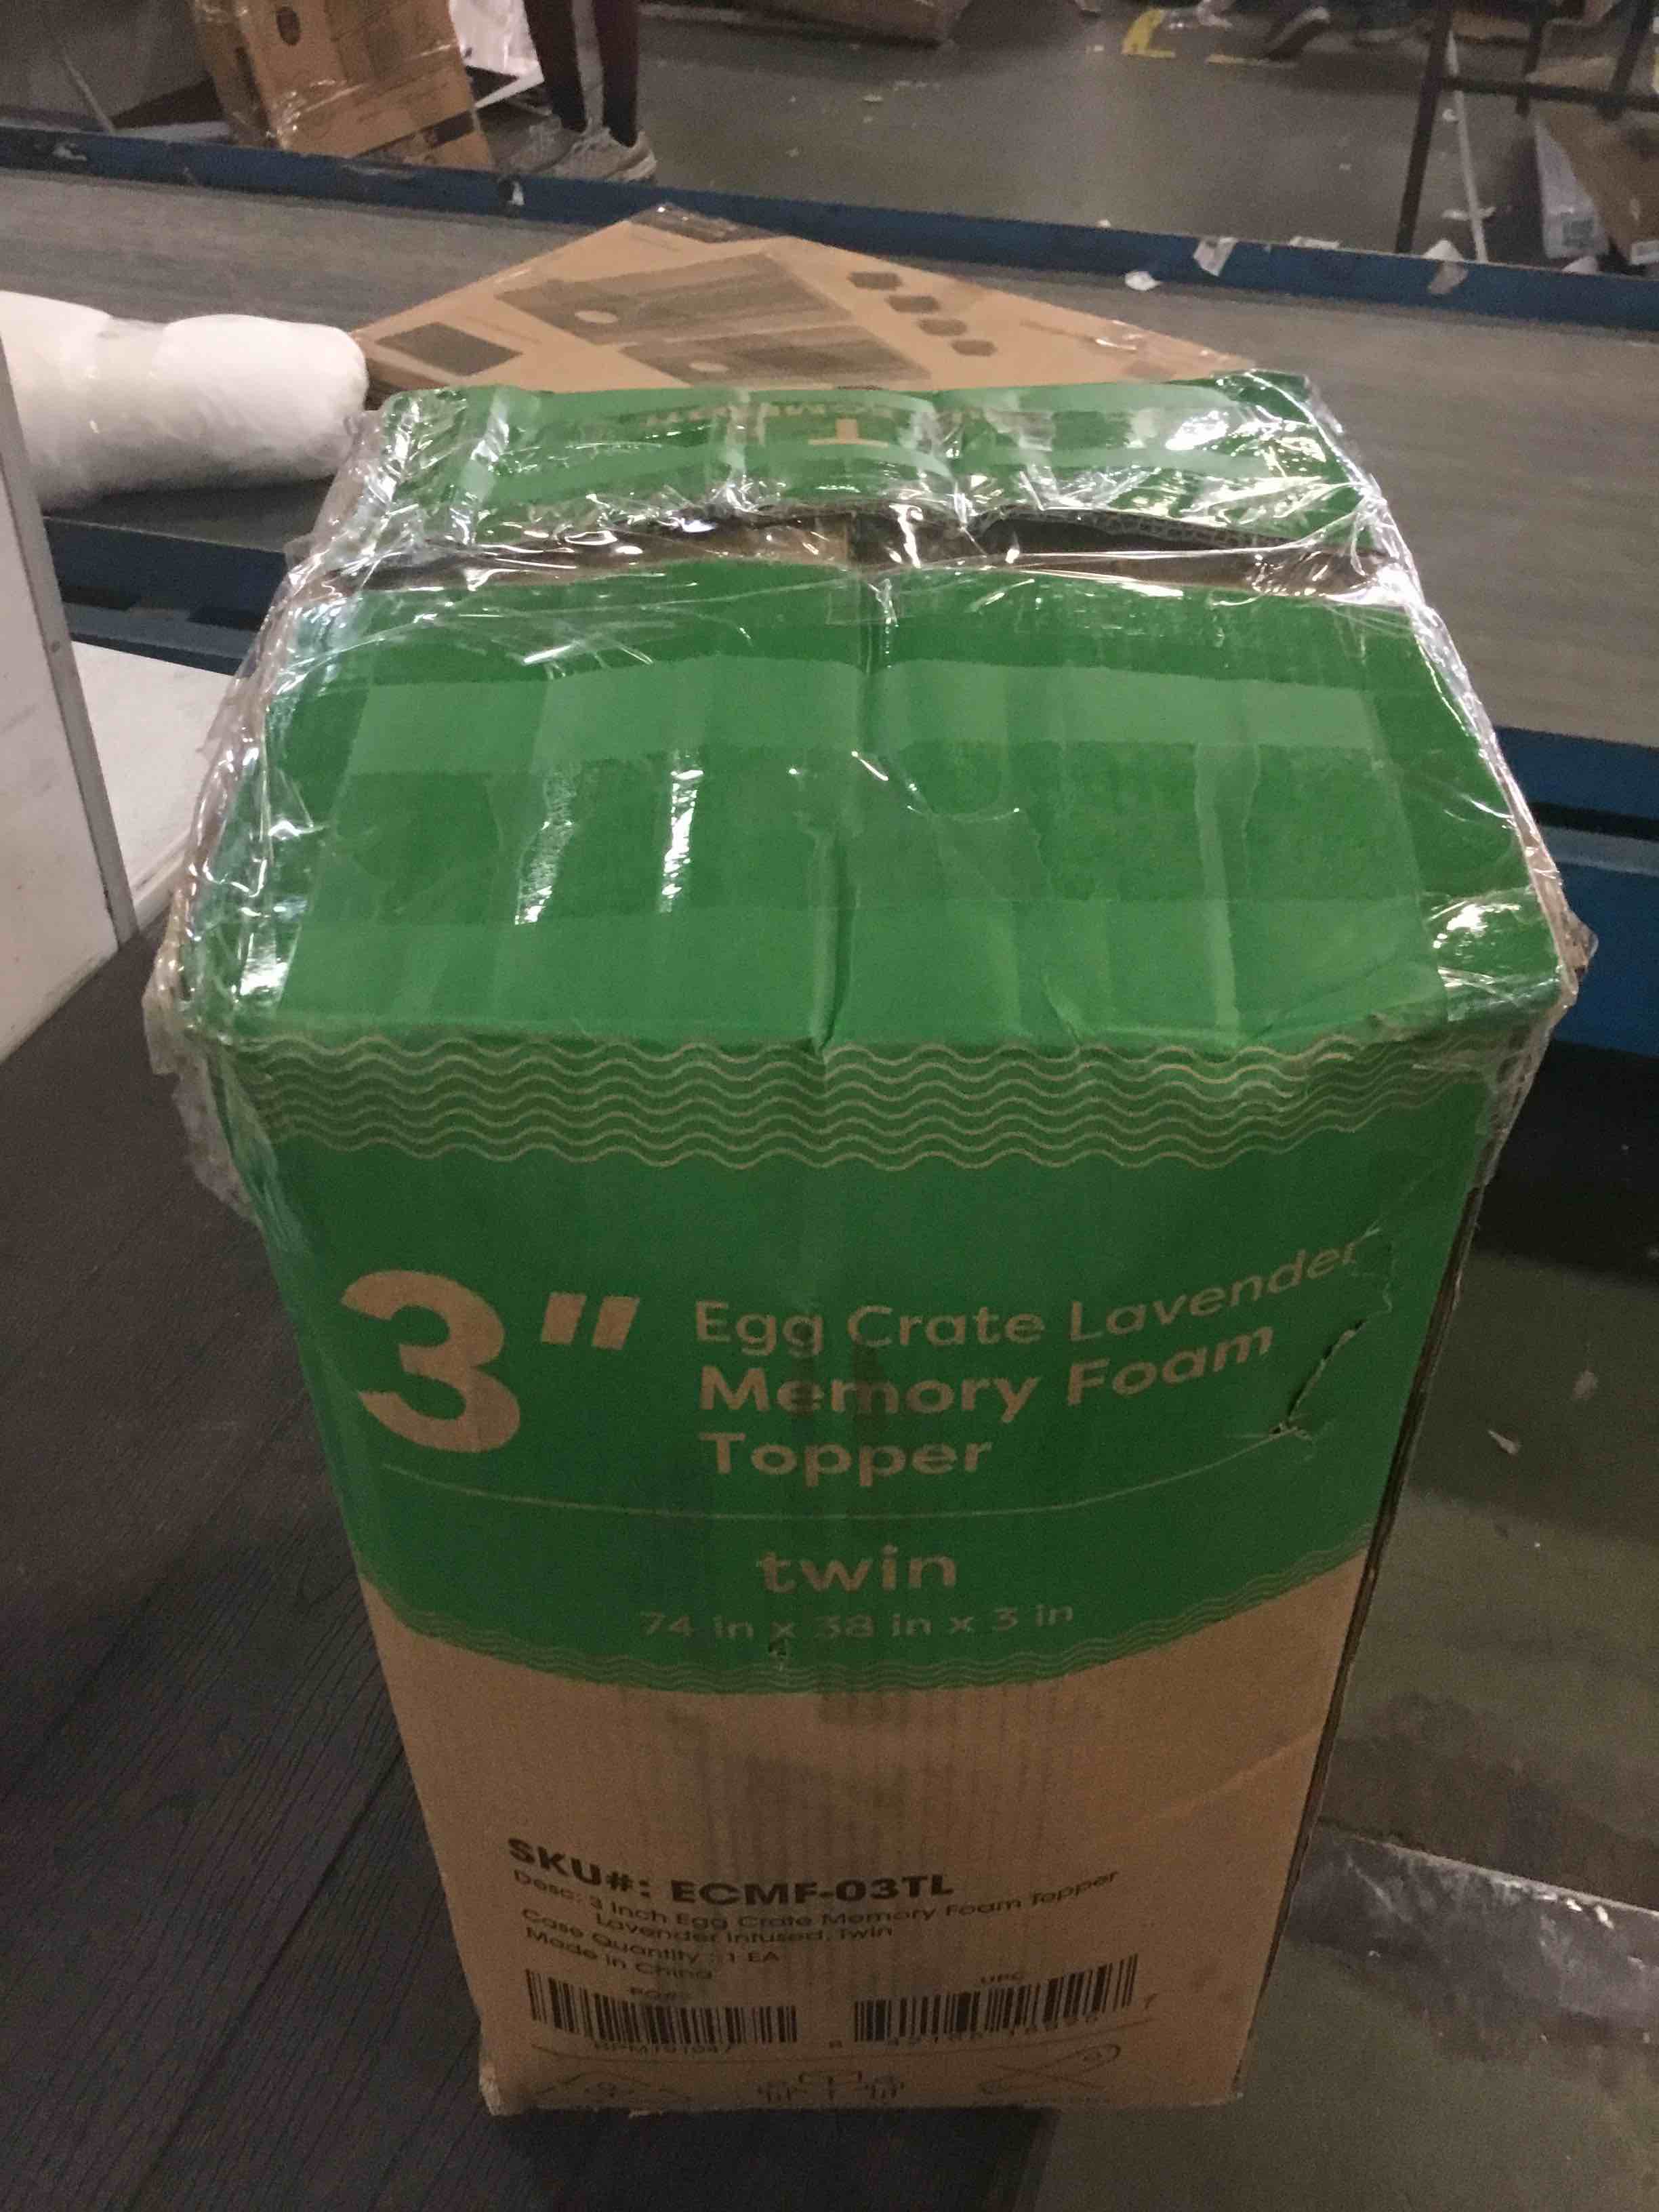 3" Egg Crate Lavender
Memory Foam
Topper
twin
74 in x 38 in x 3 in
SKU#: ECMF-03TL
Desc: 3 Inch Egg Crate Memory Foam Topper
Lavender Infused, Twin
Case Quantity : 1 EA
Made in China
PO#:
UPC